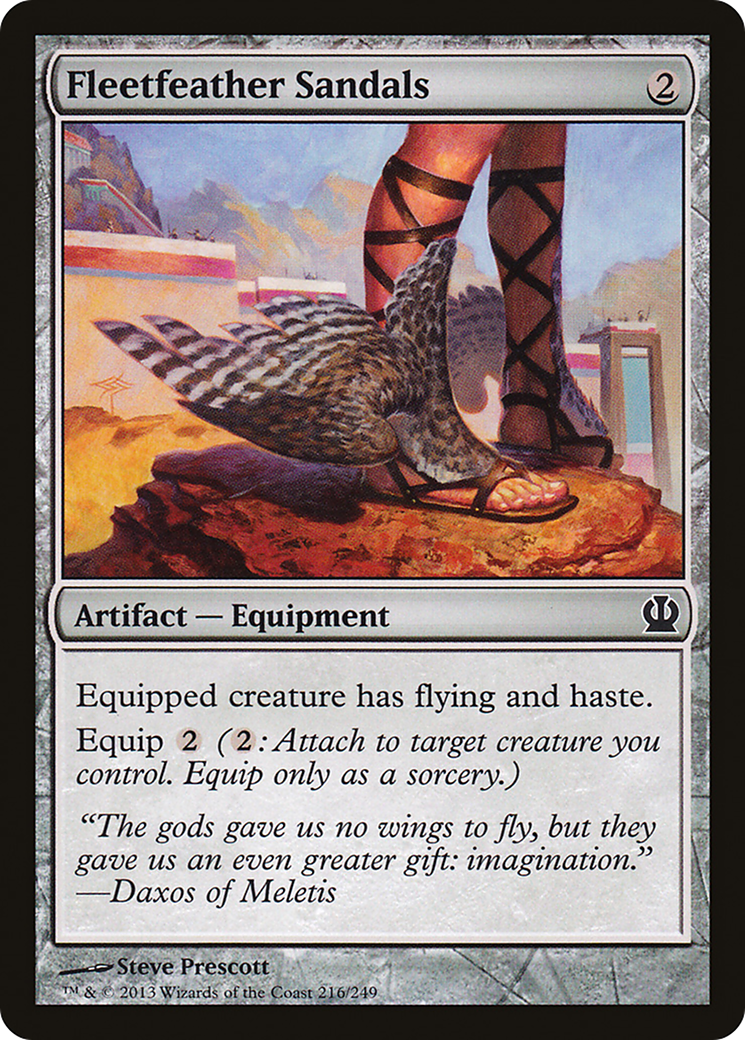 Fleetfeather Sandals 2
Artifact — Equipment
Equipped creature has flying and haste.
Equip 2 (2: Attach to target creature you
control. Equip only as a sorcery.)
“The gods gave us no wings to fly, but they
gave us an even greater gift: imagination.”
—Daxos of Meletis
Steve Prescott
™ & © 2013 Wizards of the Coast 216/249